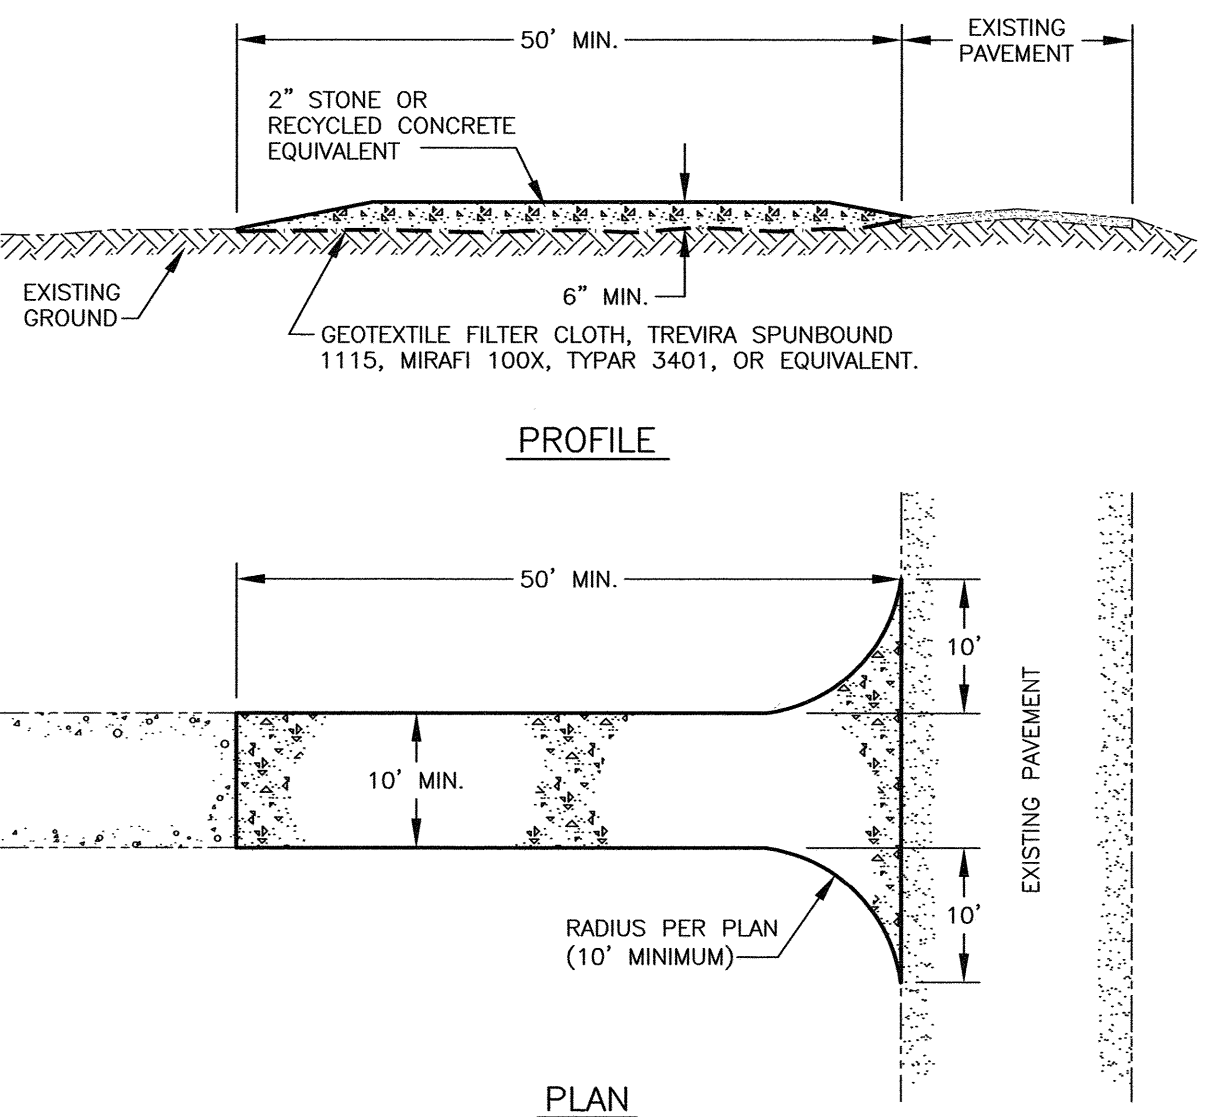 50' MIN.
EXISTING
PAVEMENT
2" STONE OR
RECYCLED CONCRETE
EQUIVALENT
EXISTING
GROUND
6" MIN.
GEOTEXTILE FILTER CLOTH, TREVIRA SPUNBOUND
1115, MIRAFI 100X, TYPAR 3401, OR EQUIVALENT.
PROFILE
50' MIN.
10'
10' MIN.
EXISTING PAVEMENT
10'
RADIUS PER PLAN
(10' MINIMUM)
PLAN